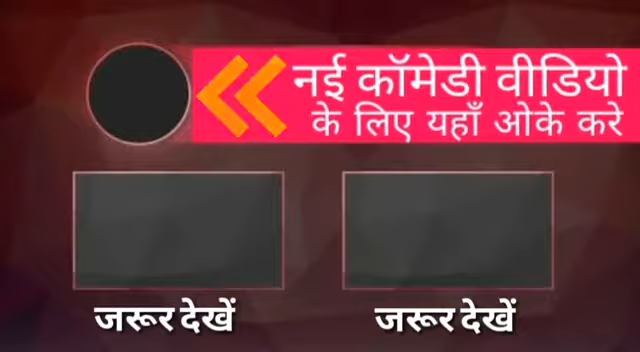 नई कॉमेडी वीडियो
के लिए यहाँ ओके करे
जरूर देखें
जरूर देखें